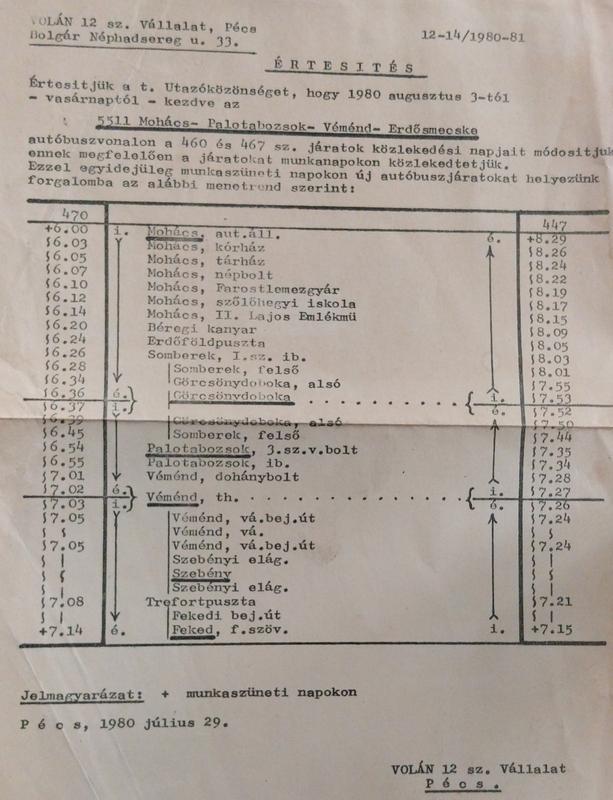 VOLÁN 12 sz. Vállalat, Pécs
Bolgár Néphadsereg u. 33.
12-14/1980-81
ÉRTESITÉS
Értesitjük a t. Utazóközönséget, hogy 1980 augusztus 3-tól
- vasárnaptól - kezdve az
5511 Mohács- Palotabozsok- Véménd- Erdősmecske
autóbuszvonalon a 460 és 467 sz. járatok közlekedési napjait módositjuk
ennek megfelelően a járatokat munkanapokon közlekedtetjük.
Ezzel egyidejüleg munkaszüneti napokon új autóbuszjáratokat helyezünk
forgalomba az alábbi menetrend szerint:
470 447
+6.00 i. Mohács, aut.áll. é. +8.29
§6.03 Mohács, kórház §8.26
§6.05 Mohács, tárház §8.24
§6.07 Mohács, népbolt §8.22
§6.10 Mohács, Farostlemezgyár §8.19
§6.12 Mohács, szőlőhegyi iskola §8.17
§6.14 Mohács, II. Lajos Emlékmü §8.15
§6.20 Béregi kanyar §8.09
§6.24 Erdőföldpuszta §8.05
§6.26 Somberek, I.sz. ib. §8.03
§6.28 Somberek, felső §8.01
§6.34 Görcsönydoboka, alsó §7.55
§6.36 é. Görcsönydoboka . . . . . . . . . . i. §7.53
§6.37 i. é. §7.52
§6.39 Görcsönydoboka, alsó §7.50
§6.45 Somberek, felső §7.44
§6.54 Palotabozsok, 3.sz.v.bolt §7.35
§6.55 Palotabozsok, ib. §7.34
§7.01 Véménd, dohánybolt §7.28
§7.02 é. i. §7.27
§7.03 i. Véménd, th. . . . . . . . . . . . . é. §7.26
§7.05 Véménd, vá.bej.út §7.24
§ § Véménd, vá. § §
§7.05 Véménd, vá.bej.út §7.24
§ | Szebényi elág. § |
§ § Szebény § §
§ | Szebényi elág. § |
§7.08 Trefortpuszta §7.21
§ | Fekedi bej.út § |
+7.14 é. Feked, f.szöv. i. +7.15
Jelmagyarázat: + munkaszüneti napokon
Pécs, 1980 július 29.
VOLÁN 12 sz. Vállalat
Pécs.